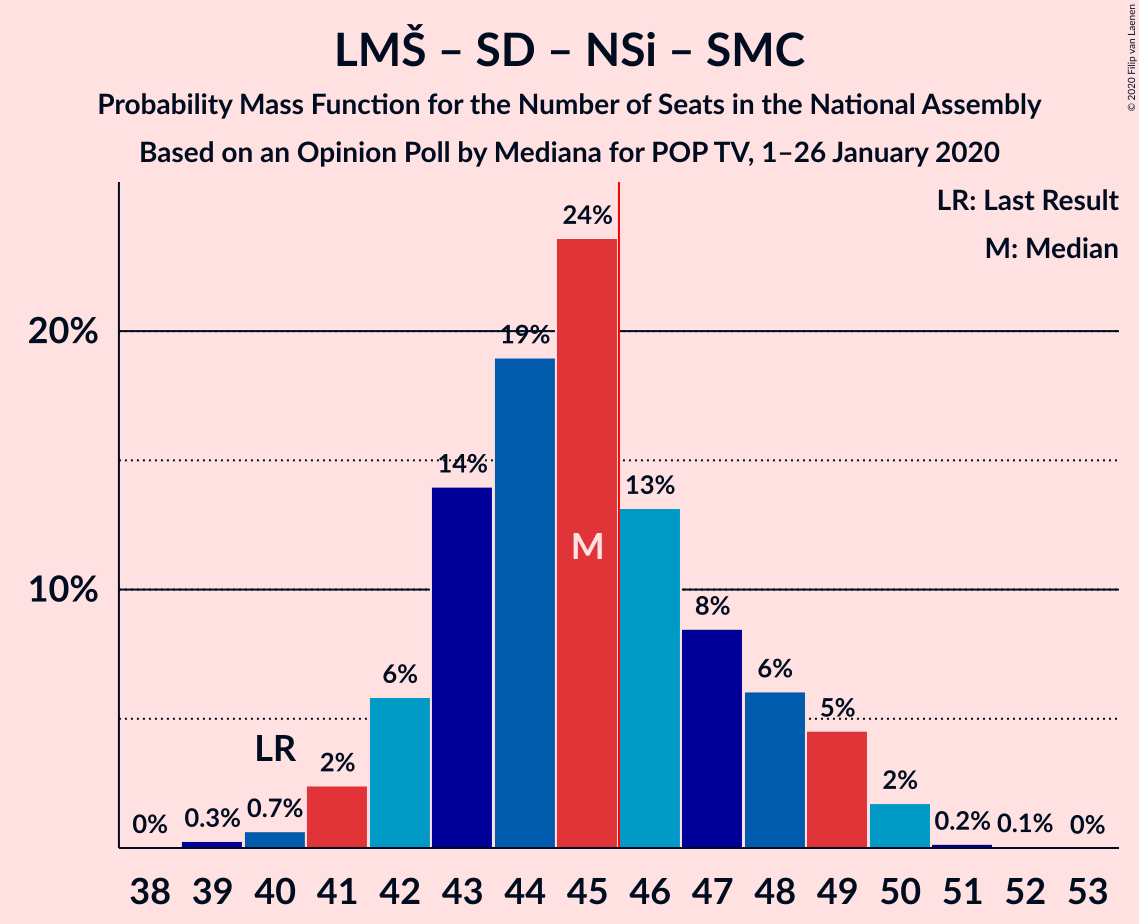 LMŠ – SD – NSi – SMC
Probability Mass Function for the Number of Seats in the National Assembly
Based on an Opinion Poll by Mediana for POP TV, 1–26 January 2020
© 2020 Filip van Laenen
LR: Last Result
M: Median
24%
20%
19%
14%
13%
M
10%
8%
6%
6%
5%
LR
2%
2%
0%
0.3%
0.7%
0.2%
0.1%
0%
38 39 40 41 42 43 44 45 46 47 48 49 50 51 52 53